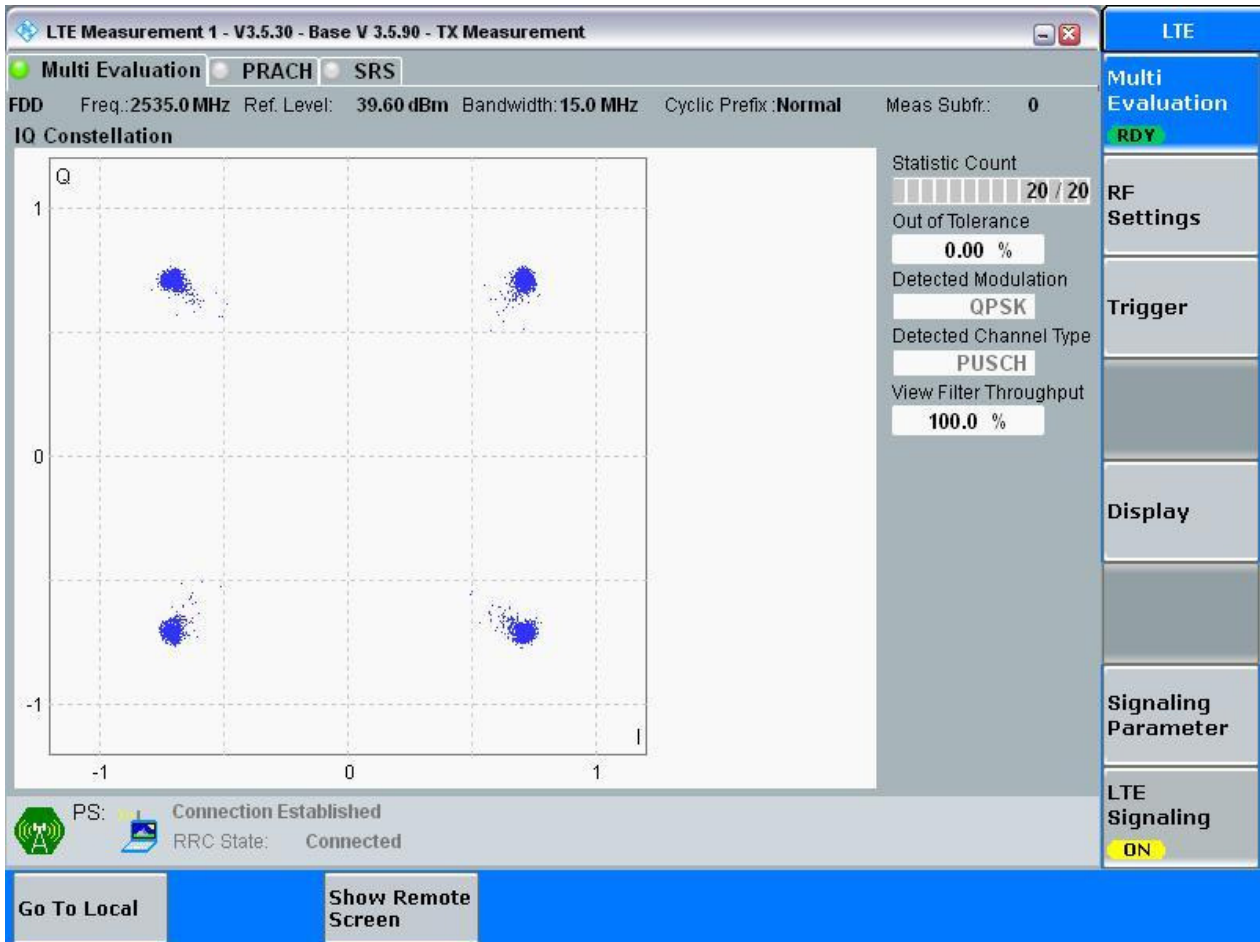 LTE Measurement 1 - V3.5.30 - Base V 3.5.90 - TX Measurement
LTE
Multi Evaluation PRACH SRS
FDD Freq.:2535.0 MHz Ref. Level: 39.60 dBm Bandwidth:15.0 MHz Cyclic Prefix :Normal Meas Subfr.: 0
IQ Constellation
Q
1
0
-1
I
-1 0 1
Statistic Count
20 / 20
Out of Tolerance
0.00 %
Detected Modulation
QPSK
Detected Channel Type
PUSCH
View Filter Throughput
100.0 %
PS: Connection Established
RRC State: Connected
Multi
Evaluation
RDY
RF
Settings
Trigger
Display
Signaling
Parameter
LTE
Signaling
ON
Go To Local
Show Remote
Screen